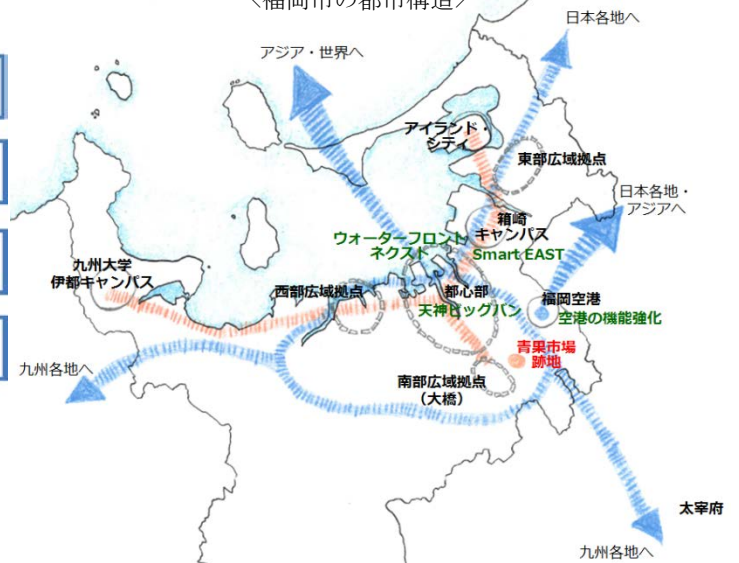 〈福岡市の都市構造〉
日本各地へ
アジア・世界へ
アイランド・
シティ
東部広域拠点
日本各地・
アジアへ
箱崎
キャンパス
ウォーターフロント
ネクスト
Smart EAST
九州大学
伊都キャンパス
西部広域拠点
都心部
福岡空港
天神ビッグバン
空港の機能強化
青果市場
跡地
九州各地へ
南部広域拠点
（大橋）
太宰府
九州各地へ